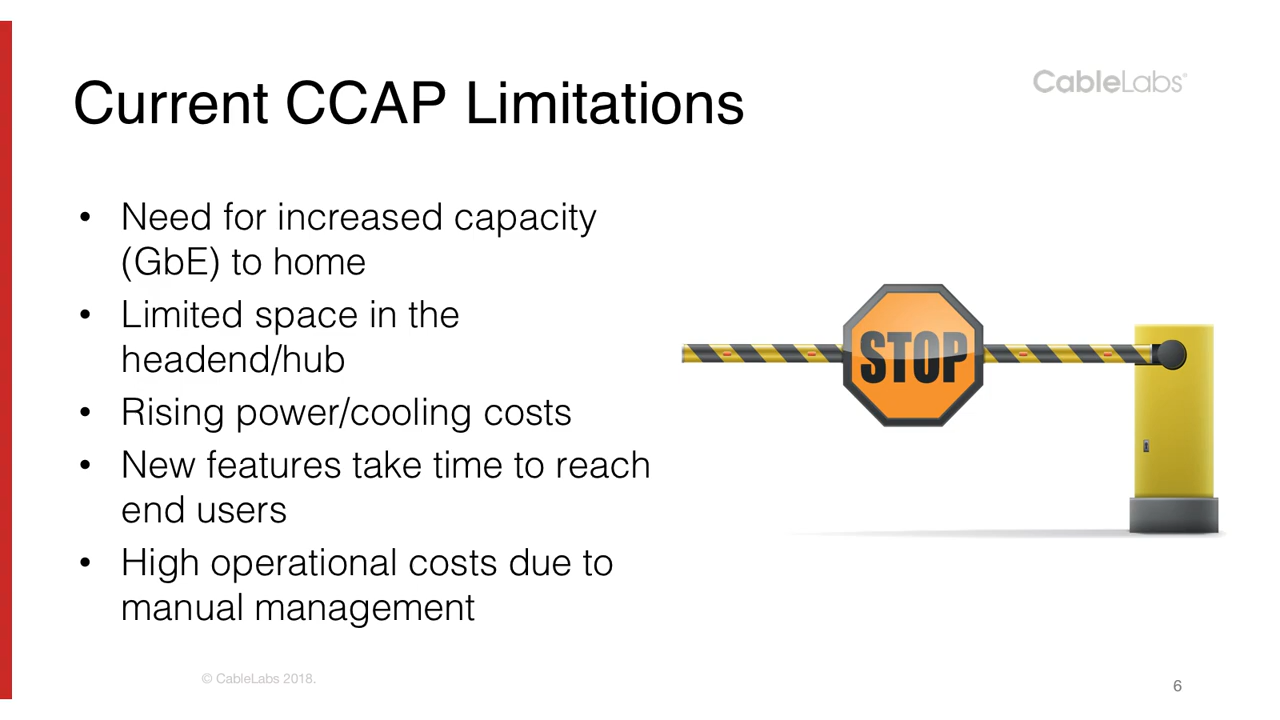 Current CCAP Limitations
CableLabs®
• Need for increased capacity
(GbE) to home
• Limited space in the
headend/hub
• Rising power/cooling costs
• New features take time to reach
end users
• High operational costs due to
manual management
STOP
© CableLabs 2018.
6